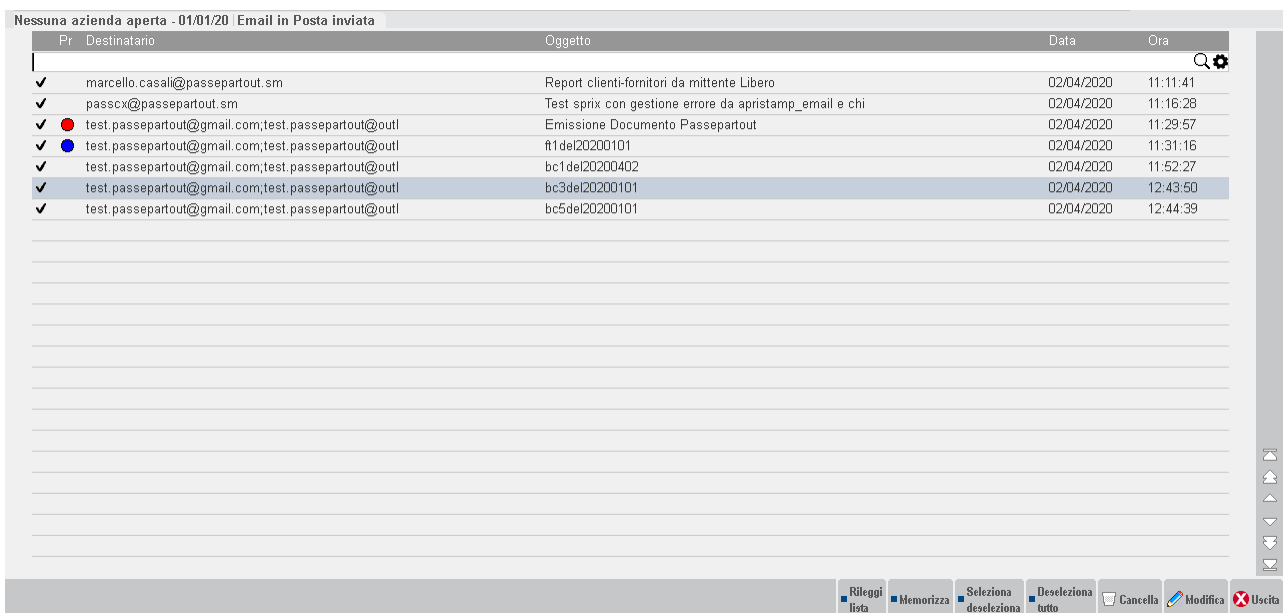 Nessuna azienda aperta - 01/01/20 Email in Posta inviata
Pr Destinatario Oggetto Data Ora
marcello.casali@passepartout.sm Report clienti-fornitori da mittente Libero 02/04/2020 11:11:41
passcx@passepartout.sm Test sprix con gestione errore da apristamp_email e chi 02/04/2020 11:16:28
test.passepartout@gmail.com;test.passepartout@outl Emissione Documento Passepartout 02/04/2020 11:29:57
test.passepartout@gmail.com;test.passepartout@outl ft1del20200101 02/04/2020 11:31:16
test.passepartout@gmail.com;test.passepartout@outl bc1del20200402 02/04/2020 11:52:27
test.passepartout@gmail.com;test.passepartout@outl bc3del20200101 02/04/2020 12:43:50
test.passepartout@gmail.com;test.passepartout@outl bc5del20200101 02/04/2020 12:44:39
Rileggi lista Memorizza Seleziona deseleziona Deseleziona tutto Cancella Modifica Uscita